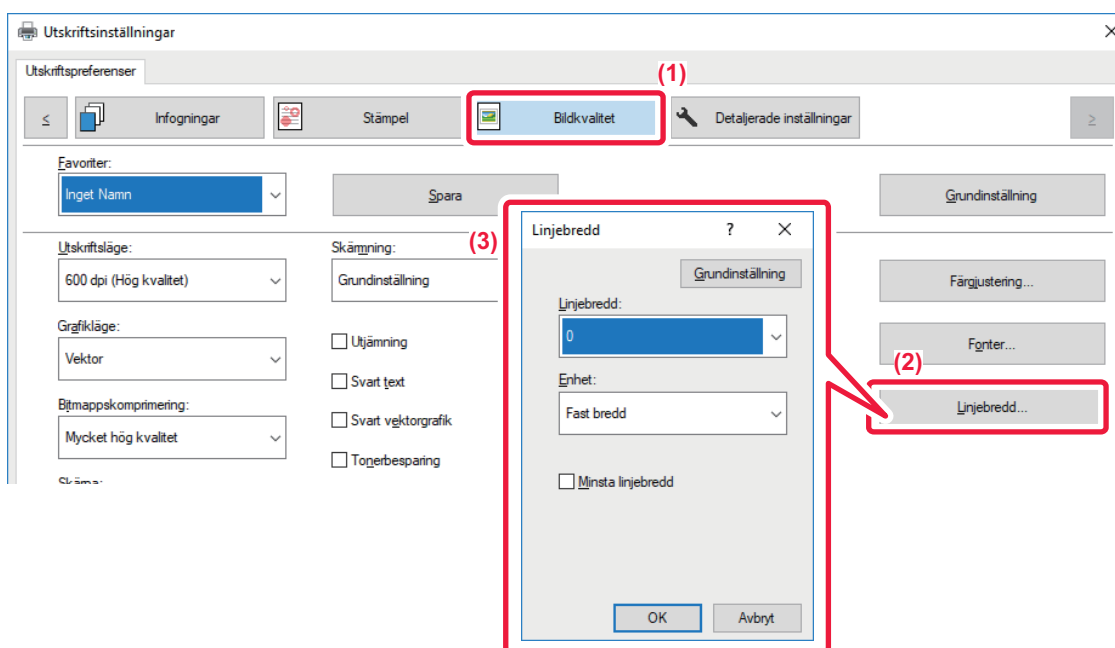 Utskriftsinställningar
Utskriftspreferenser
(1)
< Infogningar Stämpel Bildkvalitet Detaljerade inställningar >
Favoriter:
Inget Namn Spara Grundinställning
Utskriftsläge: Skärmning: (3)
600 dpi (Hög kvalitet) Grundinställning Färgjustering...
Grafikläge:
Vektor Utjämning Fonter...
Svart text (2)
Bitmappskomprimering: Linjebredd...
Mycket hög kvalitet Svart vektorgrafik
Tonerbesparing
Skärpa:
Linjebredd ?
Grundinställning
Linjebredd:
0
Enhet:
Fast bredd
Minsta linjebredd
OK Avbryt